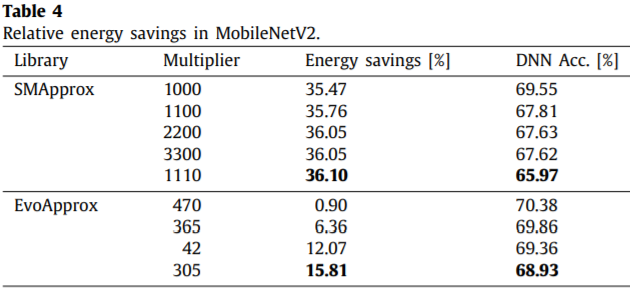 Table 4
Relative energy savings in MobileNetV2.
Library Multiplier Energy savings [%] DNN Acc. [%]
SMApprox 1000 35.47 69.55
1100 35.76 67.81
2200 36.05 67.63
3300 36.05 67.62
1110 36.10 65.97
EvoApprox 470 0.90 70.38
365 6.36 69.86
42 12.07 69.36
305 15.81 68.93